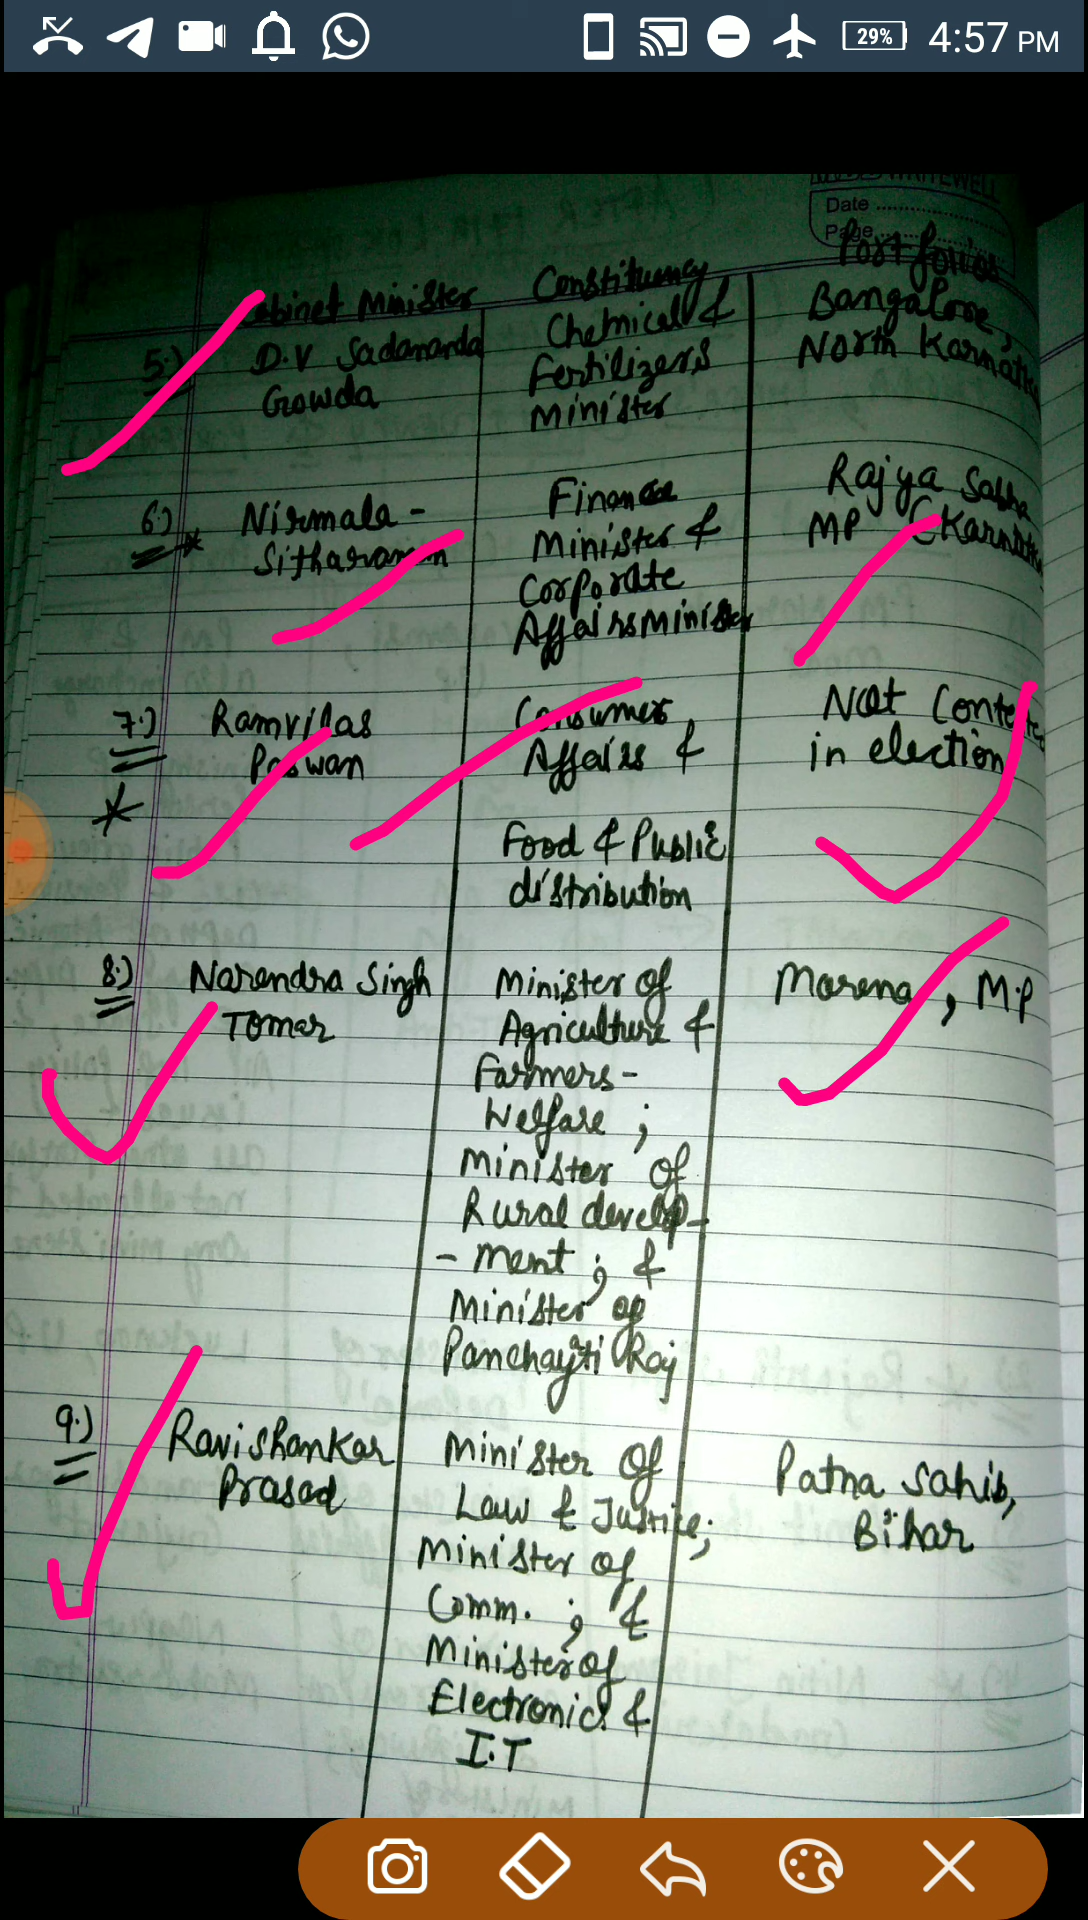 29% 4:57 PM
Date
Page
Cabinet Minister Constituency Portfolios
5.) D.V Sadananda Chemical & Bangalore,
Gowda Fertilizers North Karnatka
Minister
6.) Nirmala - Finance Rajya Sabha
* Sitharaman Minister & MP (Karnatka
Corporate
Affairs Minister
7.) Ramvilas Consumer Not Contested
Paswan Affairs & in election
*
Food & Public
distribution
8.) Narendra Singh Minister of Morena, M.P
Tomar Agriculture &
Farmers-
Welfare ;
Minister of
Rural develop-
- ment ; &
Minister of
Panchayti Raj
9.) Ravishankar Minister of Patna Sahib,
Prasad Law & Justice; Bihar
Minister of
Comm. ; &
Minister of
Electronics &
I.T